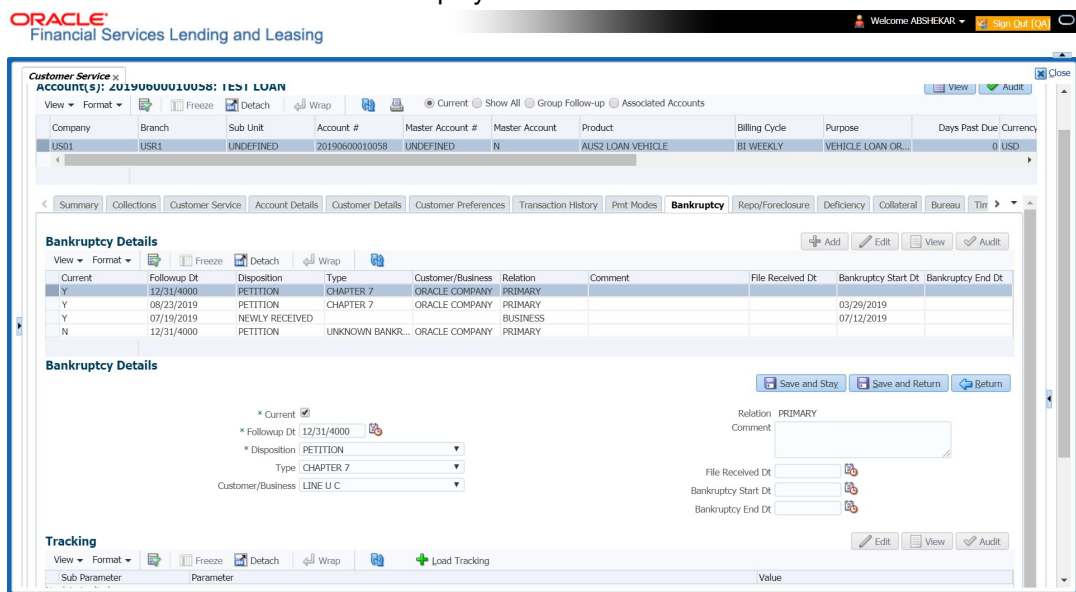 ORACLE
Financial Services Lending and Leasing
Welcome ABSHEKAR Sign Out [QA]
Close
Customer Service x
Account(s): 20190600010058: TEST LOAN View Audit
View Format Freeze Detach Wrap Current Show All Group Follow-up Associated Accounts
Company Branch Sub Unit Account # Master Account # Master Account Product Billing Cycle Purpose Days Past Due Currency
US01 USR1 UNDEFINED 20190600010058 UNDEFINED N AUS2 LOAN VEHICLE BI WEEKLY VEHICLE LOAN OR... 0 USD
Summary Collections Customer Service Account Details Customer Details Customer Preferences Transaction History Pmt Modes Bankruptcy Repo/Foreclosure Deficiency Collateral Bureau Tim
Bankruptcy Details Add Edit View Audit
View Format Freeze Detach Wrap
Current Followup Dt Disposition Type Customer/Business Relation Comment File Received Dt Bankruptcy Start Dt Bankruptcy End Dt
Y 12/31/4000 PETITION CHAPTER 7 ORACLE COMPANY PRIMARY
Y 08/23/2019 PETITION CHAPTER 7 ORACLE COMPANY PRIMARY 03/29/2019
Y 07/19/2019 NEWLY RECEIVED BUSINESS 07/12/2019
N 12/31/4000 PETITION UNKNOWN BANKR... ORACLE COMPANY PRIMARY
Bankruptcy Details
Save and Stay Save and Return Return
* Current Relation PRIMARY
* Followup Dt 12/31/4000 Comment
* Disposition PETITION
Type CHAPTER 7 File Received Dt
Customer/Business LINE U C Bankruptcy Start Dt
Bankruptcy End Dt
Tracking Edit View Audit
View Format Freeze Detach Wrap Load Tracking
Sub Parameter Parameter Value